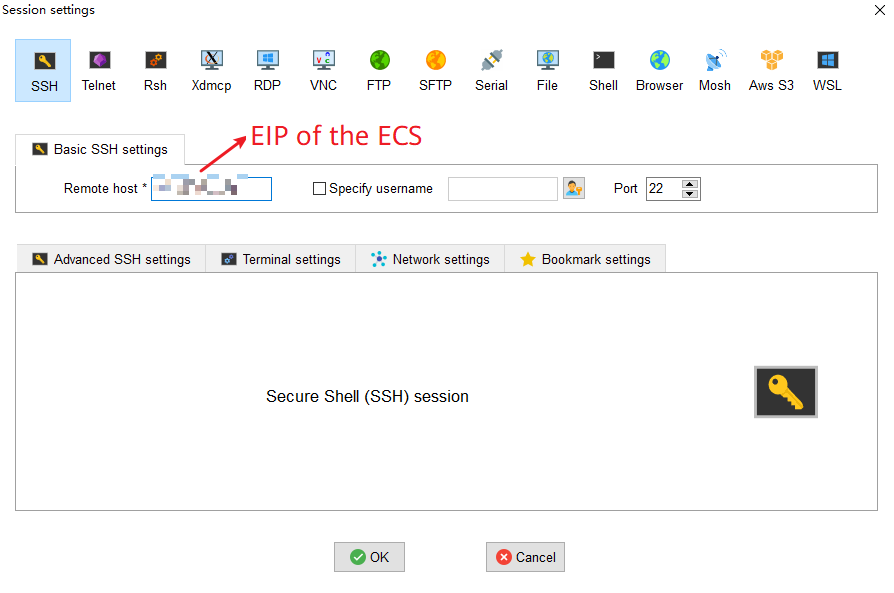 Session settings
SSH Telnet Rsh Xdmcp RDP VNC FTP SFTP Serial File Shell Browser Mosh Aws S3 WSL
EIP of the ECS
Basic SSH settings
Remote host * Specify username Port 22
Advanced SSH settings Terminal settings Network settings Bookmark settings
Secure Shell (SSH) session
OK Cancel